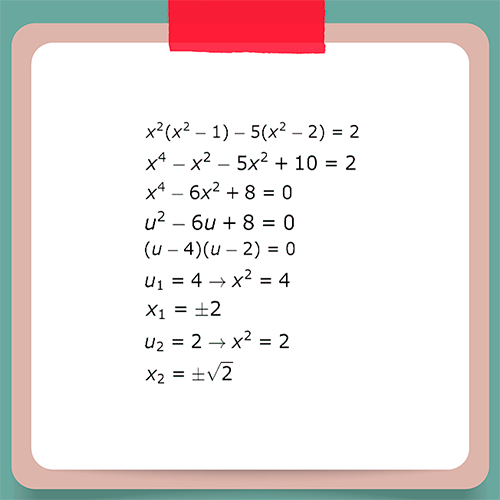 x²(x² – 1) – 5(x² – 2) = 2
x⁴ – x² – 5x² + 10 = 2
x⁴ – 6x² + 8 = 0
u² – 6u + 8 = 0
(u – 4)(u – 2) = 0
u₁ = 4 → x² = 4
x₁ = ±2
u₂ = 2 → x² = 2
x₂ = ±√2